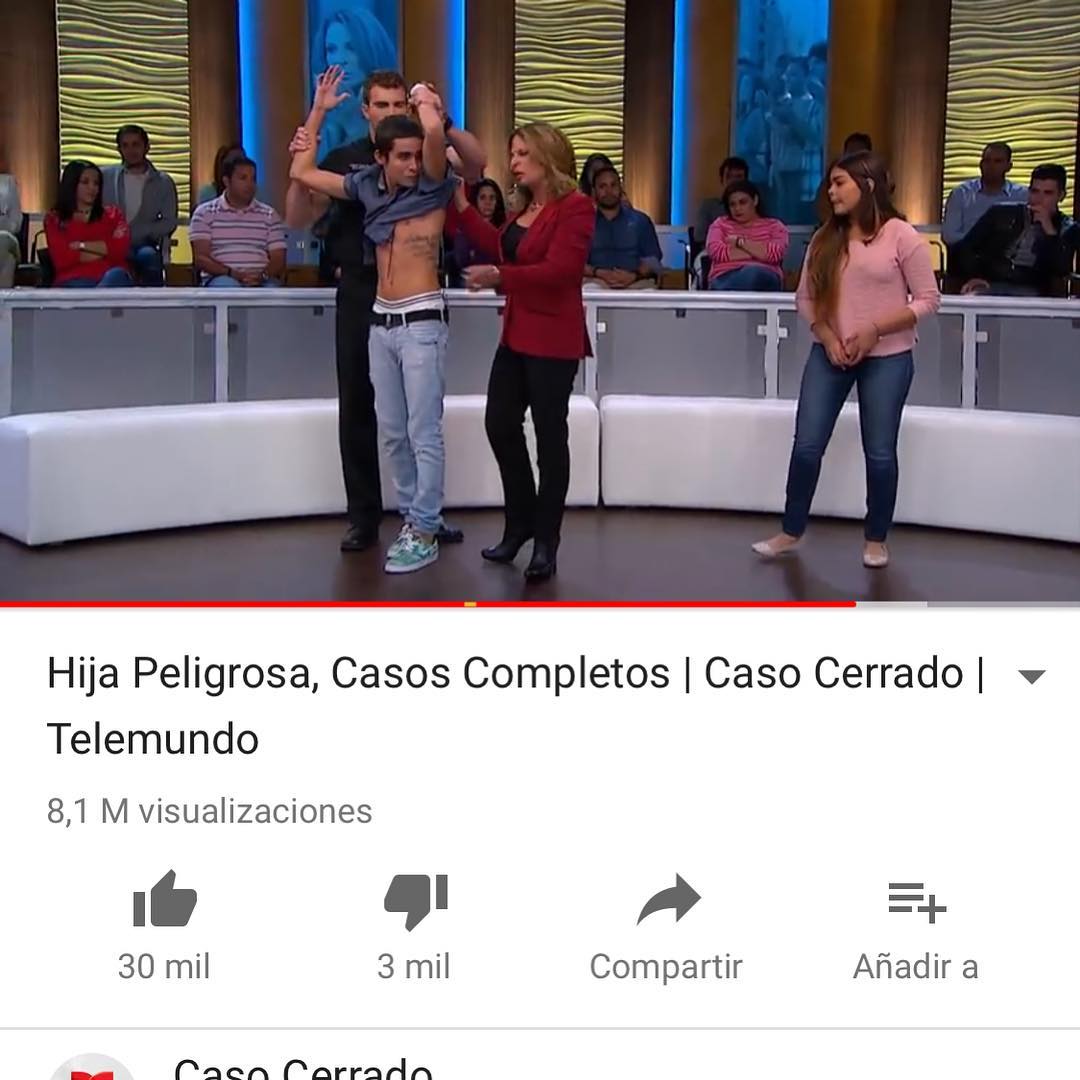 Hija Peligrosa, Casos Completos | Caso Cerrado |
Telemundo
8,1 M visualizaciones
30 mil
3 mil
Compartir
Añadir a
Caso Cerrado